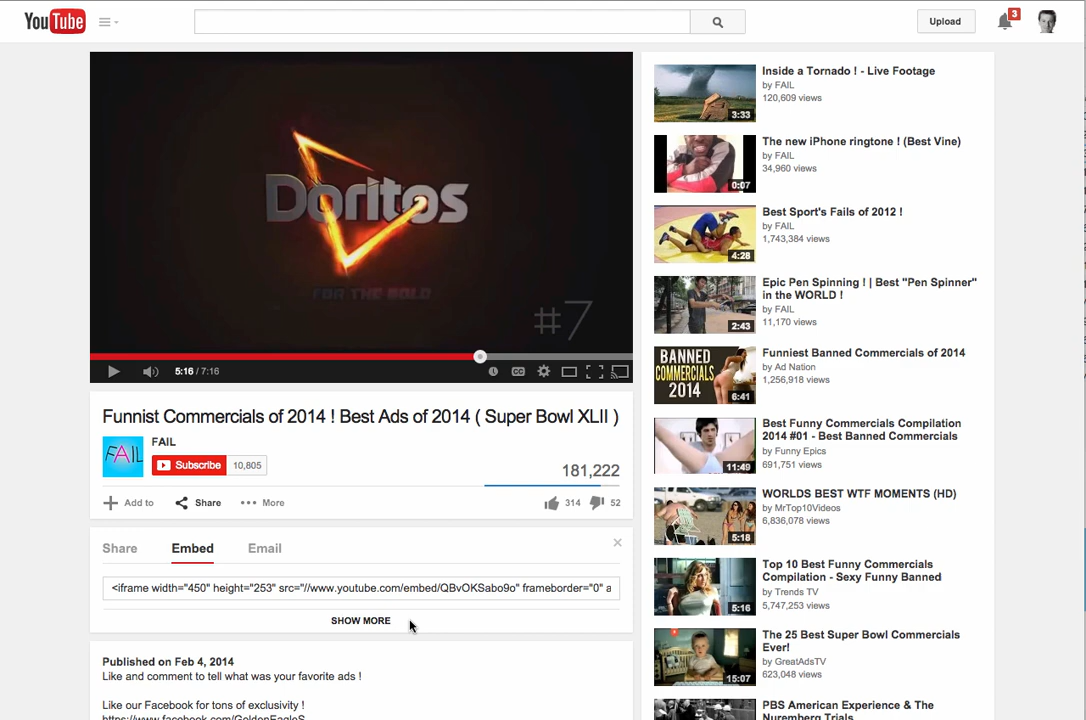 YouTube
Upload
3
Doritos
FOR THE BOLD
#7
5:16 / 7:16
CC
Funnist Commercials of 2014 ! Best Ads of 2014 ( Super Bowl XLII )
FAIL
FAIL
Subscribe 10,805
181,222
Add to Share More 314 52
Share Embed Email
<iframe width="450" height="253" src="//www.youtube.com/embed/QBvOKSabo9o" frameborder="0" a
SHOW MORE
Published on Feb 4, 2014
Like and comment to tell what was your favorite ads !
Like our Facebook for tons of exclusivity !
https://www.facebook.com/GoldenEagleS
Inside a Tornado ! - Live Footage
by FAIL
120,609 views
3:33
The new iPhone ringtone ! (Best Vine)
by FAIL
34,960 views
0:07
Best Sport's Fails of 2012 !
by FAIL
1,743,384 views
4:28
Epic Pen Spinning ! | Best "Pen Spinner"
in the WORLD !
by FAIL
11,170 views
2:43
BANNED
COMMERCIALS
2014
6:41
Funniest Banned Commercials of 2014
by Ad Nation
1,256,918 views
Best Funny Commercials Compilation
2014 #01 - Best Banned Commercials
by Funny Epics
691,751 views
11:49
WORLDS BEST WTF MOMENTS (HD)
by MrTop10Videos
6,836,078 views
5:18
Top 10 Best Funny Commercials
Compilation - Sexy Funny Banned
by Trends TV
5,747,253 views
5:16
The 25 Best Super Bowl Commercials
Ever!
by GreatAdsTV
623,048 views
15:07
PBS American Experience & The
Nuremberg Trials